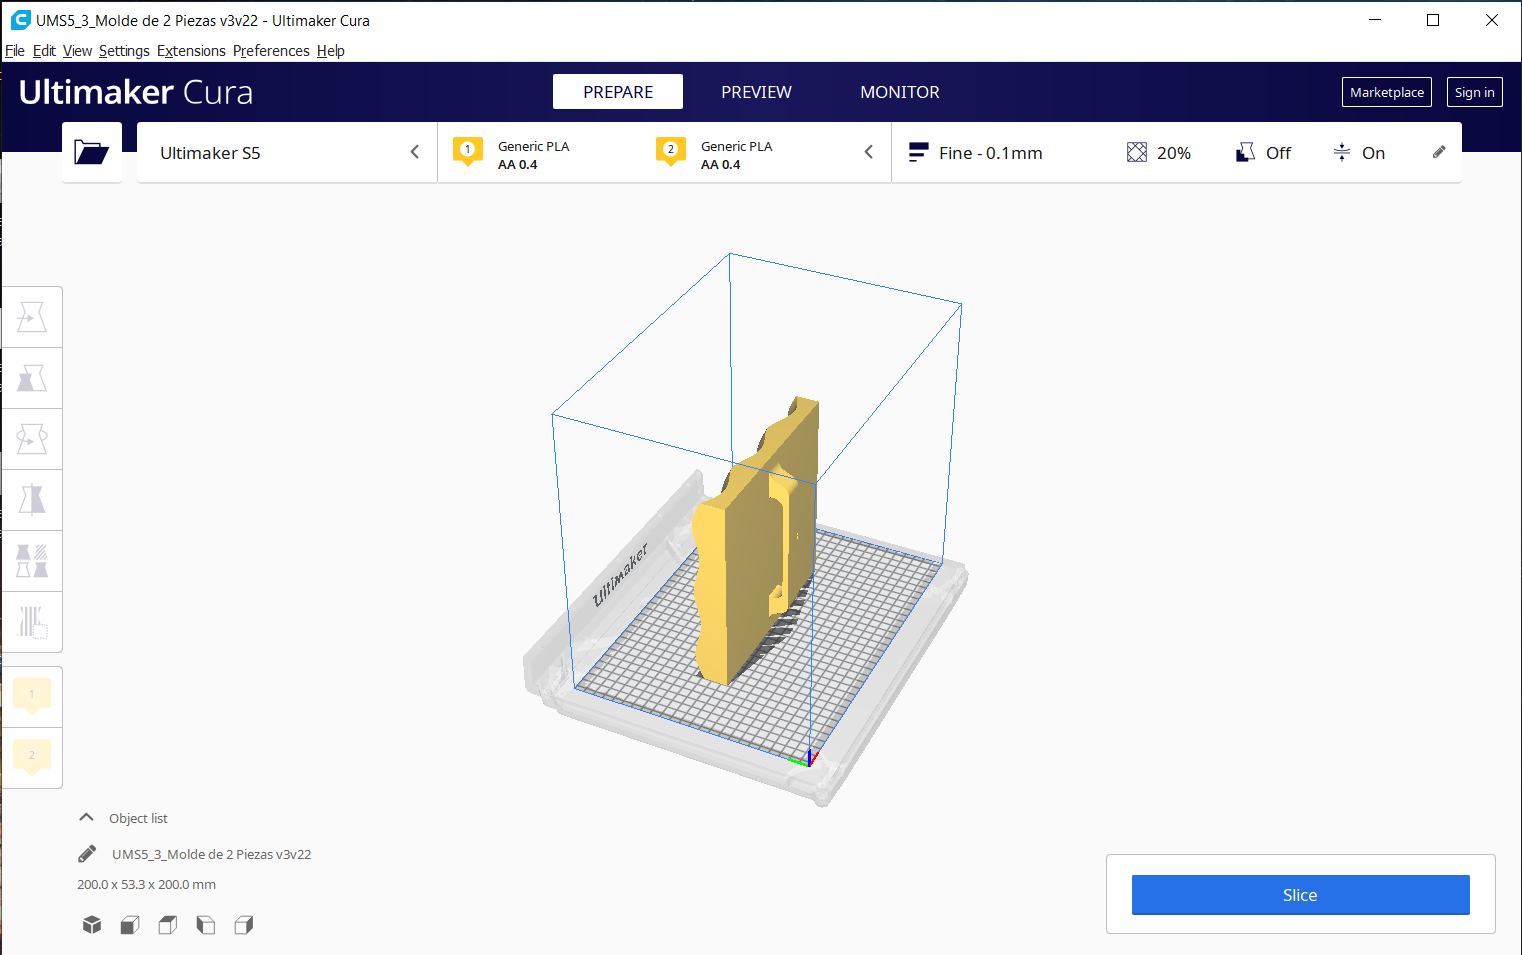 UMS5_3_Molde de 2 Piezas v3v22 - Ultimaker Cura
File Edit View Settings Extensions Preferences Help
Ultimaker Cura
PREPARE
PREVIEW
MONITOR
Marketplace
Sign in
Ultimaker S5
1
Generic PLA
AA 0.4
2
Generic PLA
AA 0.4
Fine - 0.1mm
20%
Off
On
Ultimaker
1
2
Object list
UMS5_3_Molde de 2 Piezas v3v22
200.0 x 53.3 x 200.0 mm
Slice